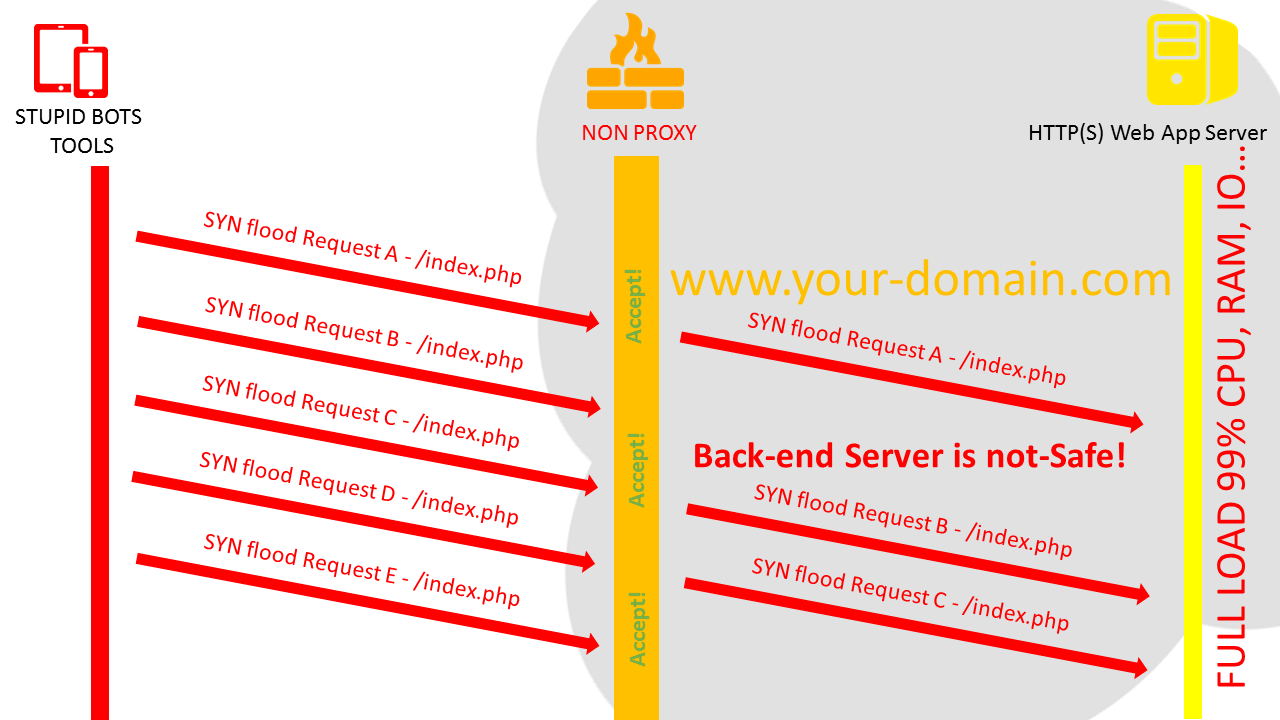 STUPID BOTS
TOOLS
NON PROXY
HTTP(S) Web App Server
SYN flood Request A - /index.php
SYN flood Request B - /index.php
SYN flood Request C - /index.php
SYN flood Request D - /index.php
SYN flood Request E - /index.php
Accept!
Accept!
Accept!
www.your-domain.com
SYN flood Request A - /index.php
Back-end Server is not-Safe!
SYN flood Request B - /index.php
SYN flood Request C - /index.php
FULL LOAD 99% CPU, RAM, IO...